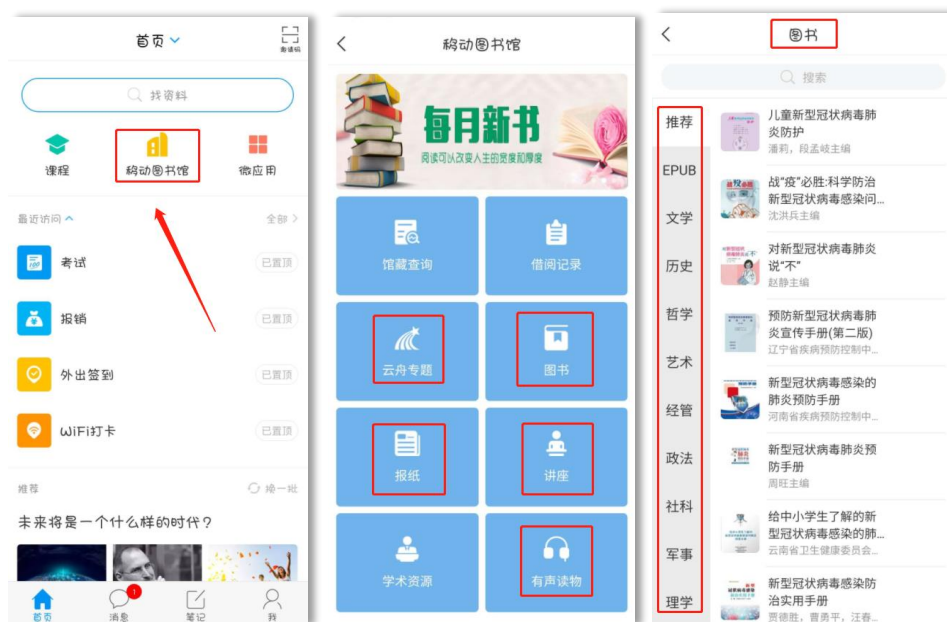 首页
邀请码
找资料
课程
移动图书馆
微应用
最近访问
全部
考试
已置顶
报销
已置顶
外出签到
已置顶
WiFi打卡
已置顶
推荐
换一批
未来将是一个什么样的时代?
首页
消息
1
笔记
我
移动图书馆
每月新书
阅读可以改变人生的宽度和厚度
馆藏查询
借阅记录
云舟专题
图书
报纸
讲座
学术资源
有声读物
图书
搜索
推荐
EPUB
文学
历史
哲学
艺术
经管
政法
社科
军事
理学
儿童新型冠状病毒肺
炎防护
潘莉，段孟岐主编
战“疫”必胜:科学防治
新型冠状病毒感染问...
沈洪兵主编
对新型冠状病毒肺炎
说“不”
赵静主编
预防新型冠状病毒肺
炎宣传手册(第二版)
辽宁省疾病预防控制中...
新型冠状病毒感染的
肺炎预防手册
河南省疾病预防控制中...
新型冠状病毒肺炎预
防手册
周旺主编
给中小学生了解的新
型冠状病毒感染的肺...
云南省卫生健康委员会...
新型冠状病毒感染防
治实用手册
贾德胜，曹勇平，汪春...